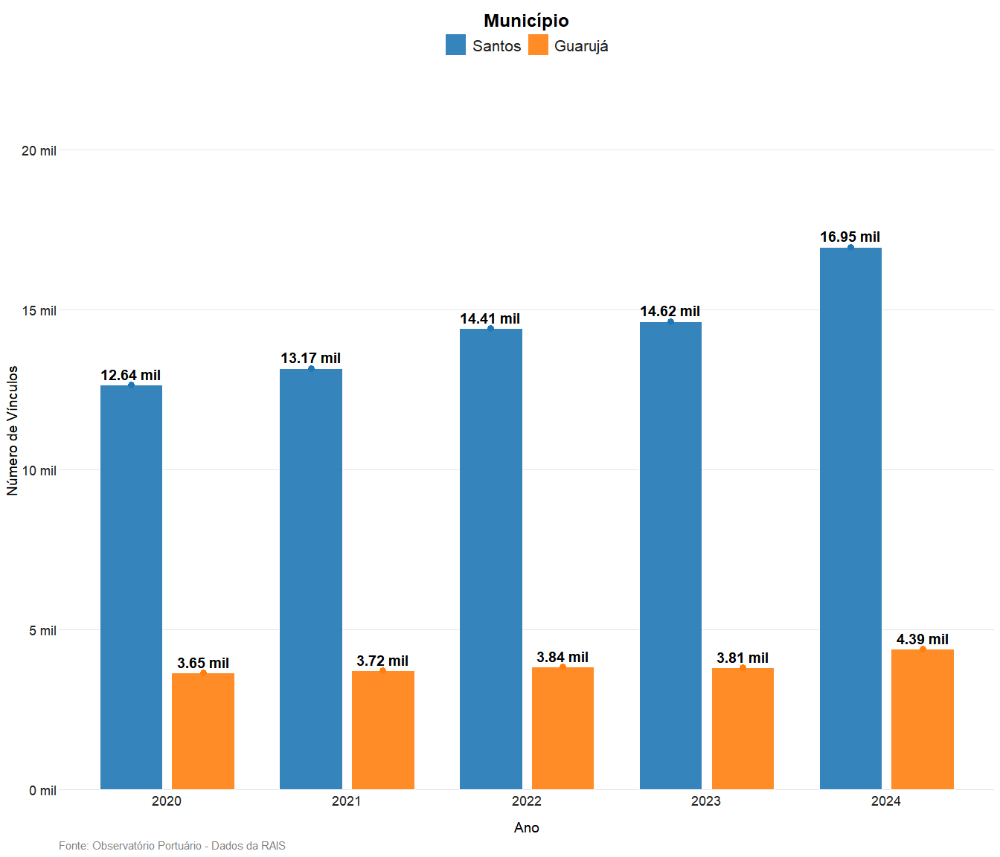 Município
Santos Guarujá
20 mil
15 mil
10 mil
5 mil
0 mil
Número de Vínculos
12.64 mil
3.65 mil
13.17 mil
3.72 mil
14.41 mil
3.84 mil
14.62 mil
3.81 mil
16.95 mil
4.39 mil
2020 2021 2022 2023 2024
Ano
Fonte: Observatório Portuário - Dados da RAIS